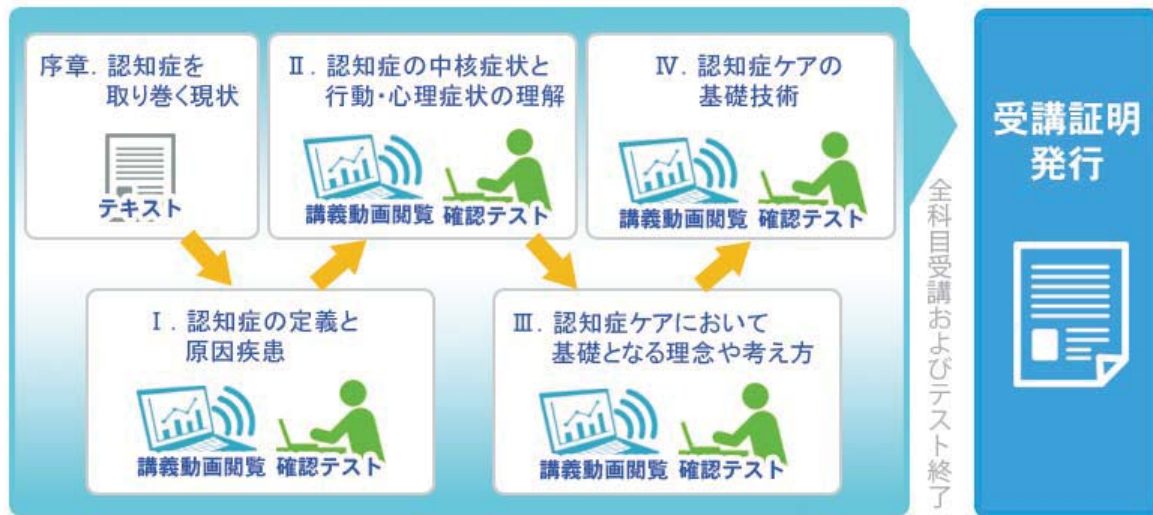 序章. 認知症を
取り巻く現状
テキスト
Ⅰ. 認知症の定義と
原因疾患
講義動画閲覧 確認テスト
Ⅱ. 認知症の中核症状と
行動・心理症状の理解
講義動画閲覧 確認テスト
Ⅲ. 認知症ケアにおいて
基礎となる理念や考え方
講義動画閲覧 確認テスト
Ⅳ. 認知症ケアの
基礎技術
講義動画閲覧 確認テスト
全科目受講およびテスト終了
受講証明
発行